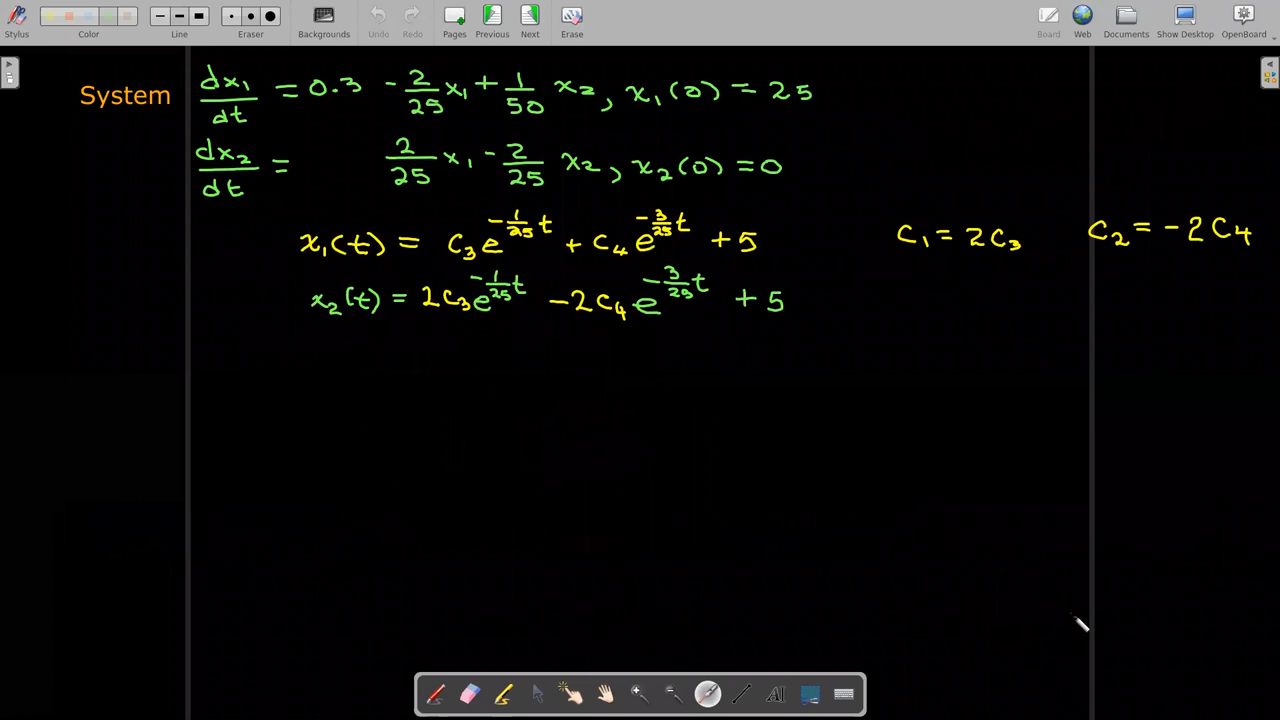 Stylus Color Line Eraser Backgrounds Undo Redo Pages Previous Next Erase Board Web Documents Show Desktop OpenBoard
System dx₁/dt = 0.3 - 2/25 x₁ + 1/50 x₂, x₁(0) = 25
dx₂/dt = 2/25 x₁ - 2/25 x₂, x₂(0) = 0
x₁(t) = c₃e^(-1/25 t) + c₄e^(-3/25 t) + 5 c₁ = 2c₃ c₂ = -2c₄
x₂(t) = 2c₃e^(-1/25 t) - 2c₄e^(-3/25 t) + 5
AI